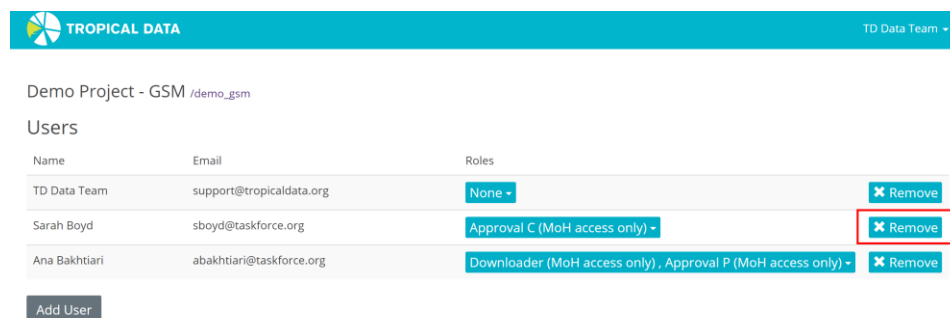 TROPICAL DATA TD Data Team
Demo Project - GSM /demo_gsm
Users
Name Email Roles
TD Data Team support@tropicaldata.org None Remove
Sarah Boyd sboyd@taskforce.org Approval C (MoH access only) Remove
Ana Bakhtiari abakhtiari@taskforce.org Downloader (MoH access only) , Approval P (MoH access only) Remove
Add User